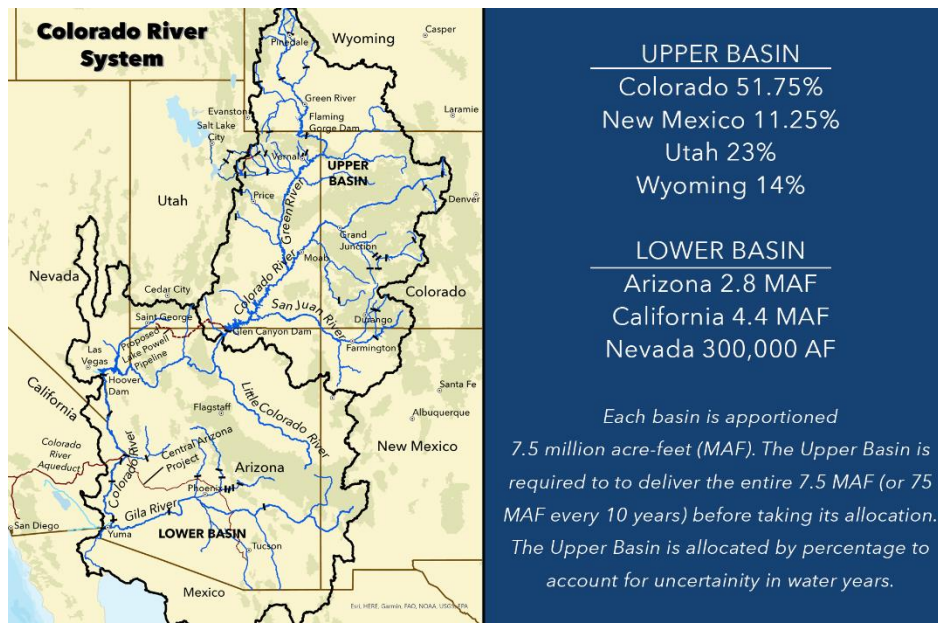 Colorado River
System
Pinedale
Wyoming
Casper
Green River
Evanston
Flaming
Gorge Dam
Laramie
Salt Lake
City
Vernal
UPPER
BASIN
Utah
Price
Green River
Denver
Grand
Junction
Moab
Colorado River
Nevada
Cedar City
Colorado
San Juan River
Saint George
Durango
Glen Canyon Dam
Farmington
Proposed
Lake Powell
Pipeline
Las
Vegas
Hoover
Dam
California
Little Colorado River
Santa Fe
Flagstaff
Albuquerque
New Mexico
Colorado
River
Aqueduct
Colorado River
Central Arizona
Project
Arizona
Phoenix
Gila River
San Diego
Yuma
LOWER BASIN
Tucson
Mexico
Esri, HERE, Garmin, FAO, NOAA, USGS, EPA
UPPER BASIN
Colorado 51.75%
New Mexico 11.25%
Utah 23%
Wyoming 14%
LOWER BASIN
Arizona 2.8 MAF
California 4.4 MAF
Nevada 300,000 AF
Each basin is apportioned
7.5 million acre-feet (MAF). The Upper Basin is
required to to deliver the entire 7.5 MAF (or 75
MAF every 10 years) before taking its allocation.
The Upper Basin is allocated by percentage to
account for uncertainity in water years.